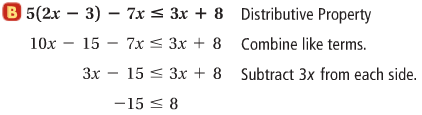 B 5(2x − 3) − 7x ≤ 3x + 8 Distributive Property
10x − 15 − 7x ≤ 3x + 8 Combine like terms.
3x − 15 ≤ 3x + 8 Subtract 3x from each side.
−15 ≤ 8